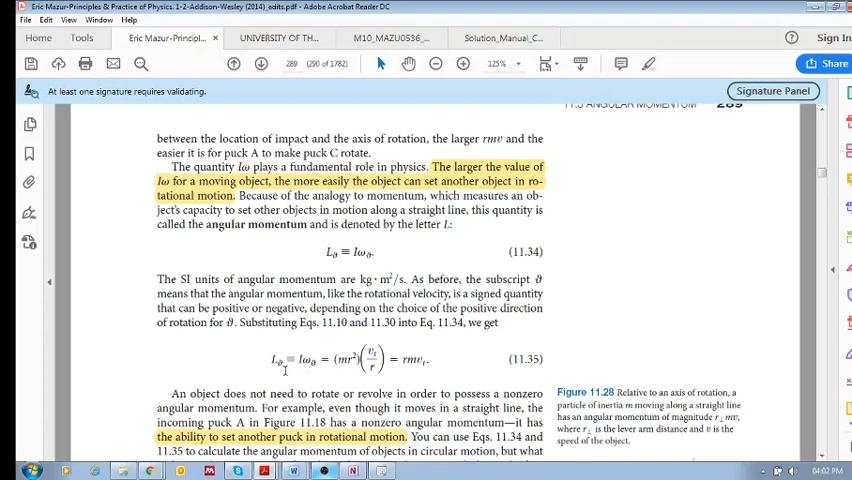 Eric Mazur-Principles & Practice of Physics. 1-2-Addison-Wesley (2014)_edits.pdf - Adobe Acrobat Reader DC
File Edit View Window Help
Home Tools Eric Mazur-Principl... × UNIVERSITY OF TH... M10_MAZU0536_... Solution_Manual_C... Sign In
289 (290 of 1782) 125% Share
At least one signature requires validating. Signature Panel
11.5 ANGULAR MOMENTUM 289
between the location of impact and the axis of rotation, the larger rmv and the
easier it is for puck A to make puck C rotate.
The quantity Iω plays a fundamental role in physics. The larger the value of
Iω for a moving object, the more easily the object can set another object in ro-
tational motion. Because of the analogy to momentum, which measures an ob-
ject's capacity to set other objects in motion along a straight line, this quantity is
called the angular momentum and is denoted by the letter L:
Lϑ ≡ Iωϑ. (11.34)
The SI units of angular momentum are kg·m²/s. As before, the subscript ϑ
means that the angular momentum, like the rotational velocity, is a signed quantity
that can be positive or negative, depending on the choice of the positive direction
of rotation for ϑ. Substituting Eqs. 11.10 and 11.30 into Eq. 11.34, we get
Lϑ ≡ Iωϑ = (mr²)(vt/r) = rmvt. (11.35)
An object does not need to rotate or revolve in order to possess a nonzero
angular momentum. For example, even though it moves in a straight line, the
incoming puck A in Figure 11.18 has a nonzero angular momentum—it has
the ability to set another puck in rotational motion. You can use Eqs. 11.34 and
11.35 to calculate the angular momentum of objects in circular motion, but what
Figure 11.28 Relative to an axis of rotation, a
particle of inertia m moving along a straight line
has an angular momentum of magnitude r⊥mv,
where r⊥ is the lever arm distance and v is the
speed of the object.
04:02 PM